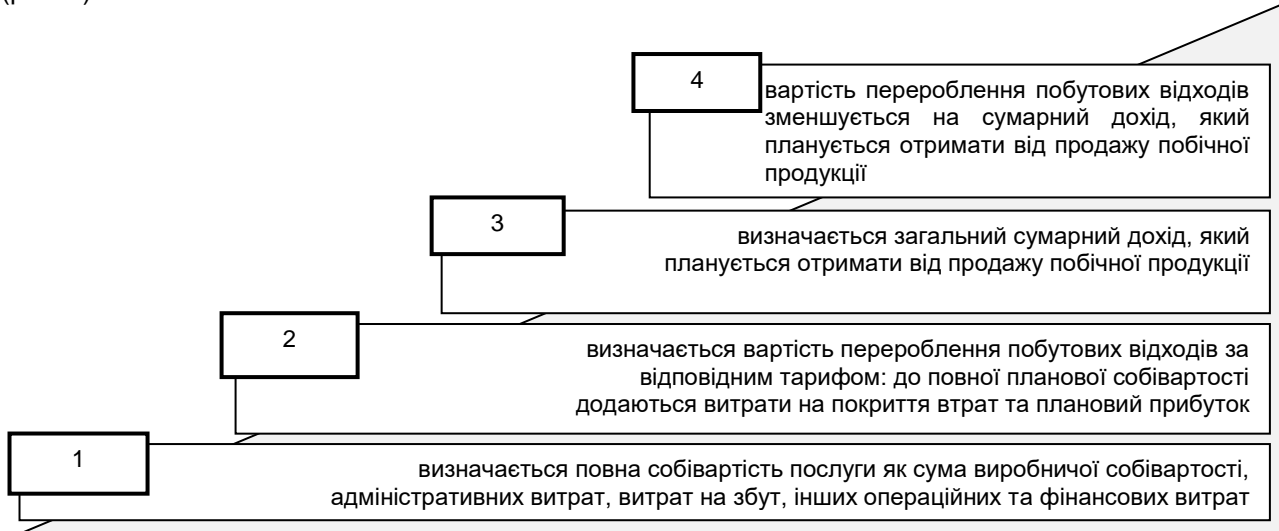 4
вартість перероблення побутових відходів
зменшується на сумарний дохід, який
планується отримати від продажу побічної
продукції
3
визначається загальний сумарний дохід, який
планується отримати від продажу побічної продукції
2
визначається вартість перероблення побутових відходів за
відповідним тарифом: до повної планової собівартості
додаються витрати на покриття втрат та плановий прибуток
1
визначається повна собівартість послуги як сума виробничої собівартості,
адміністративних витрат, витрат на збут, інших операційних та фінансових витрат